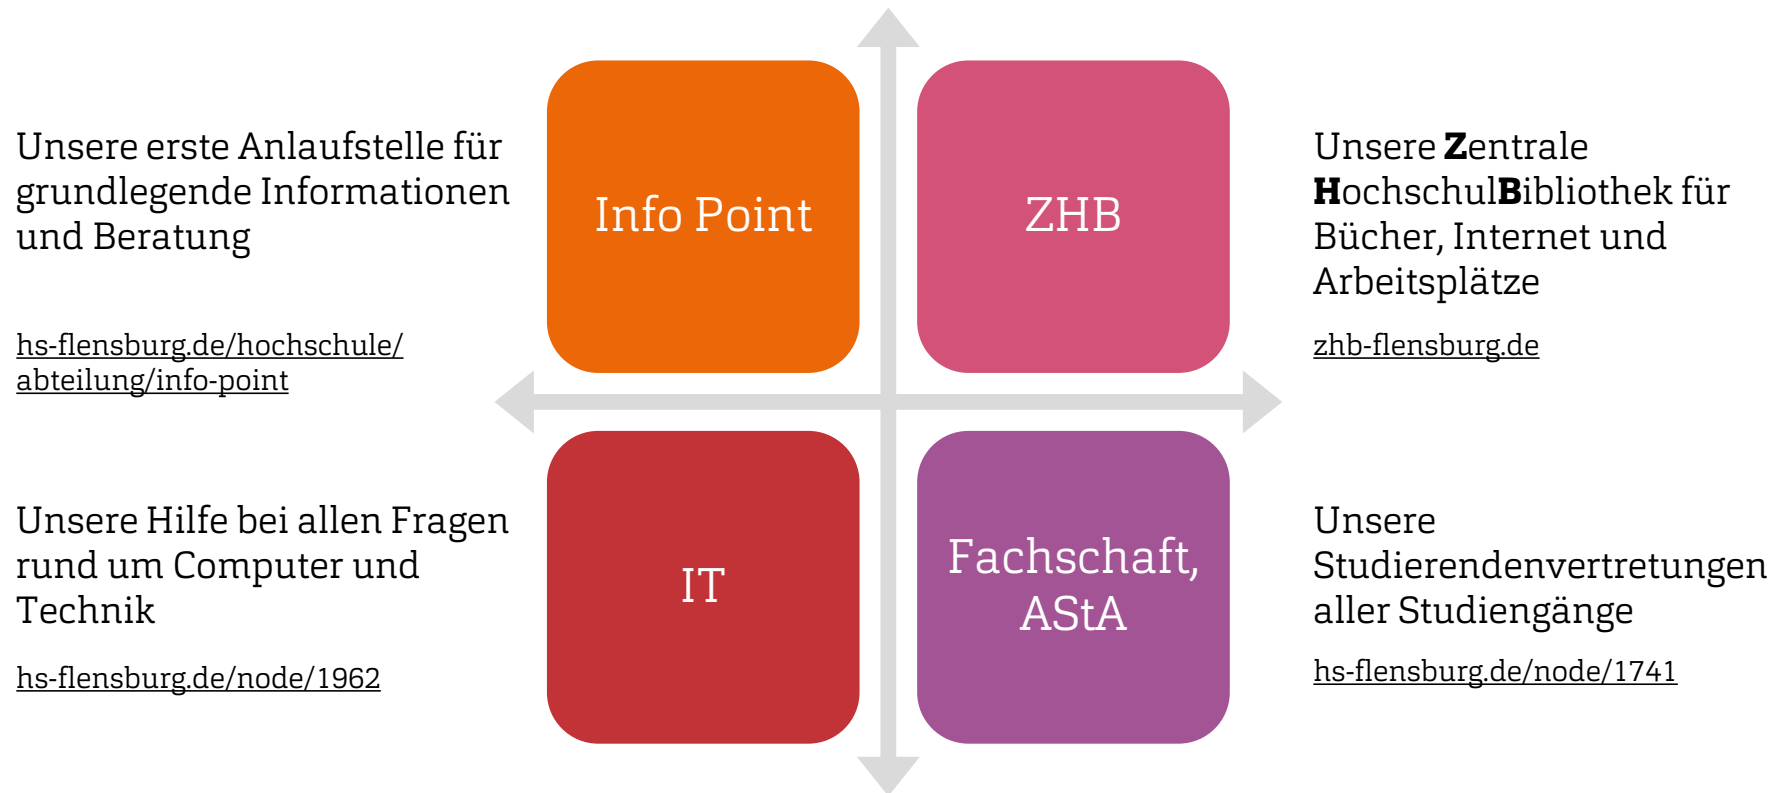 Unsere erste Anlaufstelle für
grundlegende Informationen
und Beratung
hs-flensburg.de/hochschule/
abteilung/info-point
Info Point
ZHB
Unsere Zentrale
HochschulBibliothek für
Bücher, Internet und
Arbeitsplätze
zhb-flensburg.de
Unsere Hilfe bei allen Fragen
rund um Computer und
Technik
hs-flensburg.de/node/1962
IT
Fachschaft,
AStA
Unsere
Studierendenvertretungen
aller Studiengänge
hs-flensburg.de/node/1741